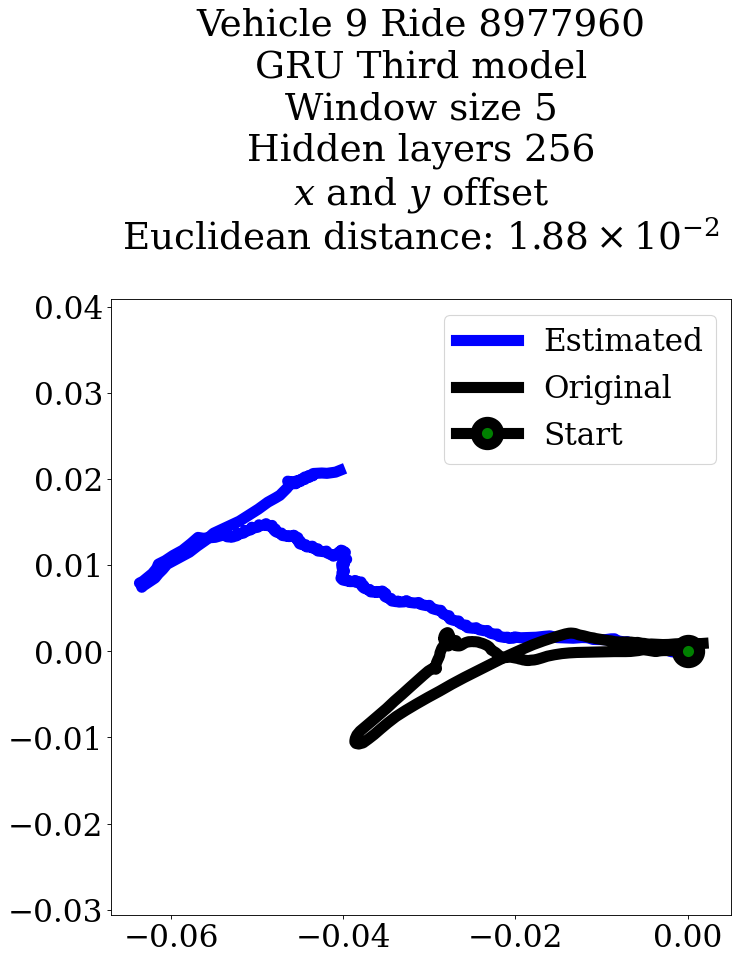 Vehicle 9 Ride 8977960
GRU Third model
Window size 5
Hidden layers 256
x and y offset
Euclidean distance: 1.88 × 10⁻²
0.04
0.03
0.02
0.01
0.00
−0.01
−0.02
−0.03
Estimated
Original
Start
−0.06
−0.04
−0.02
0.00